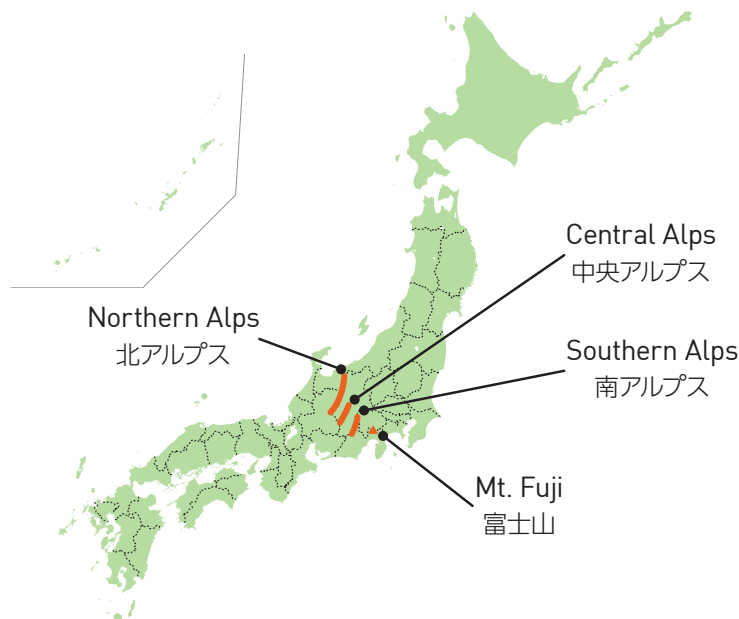 Central Alps
中央アルプス
Northern Alps
北アルプス
Southern Alps
南アルプス
Mt. Fuji
富士山